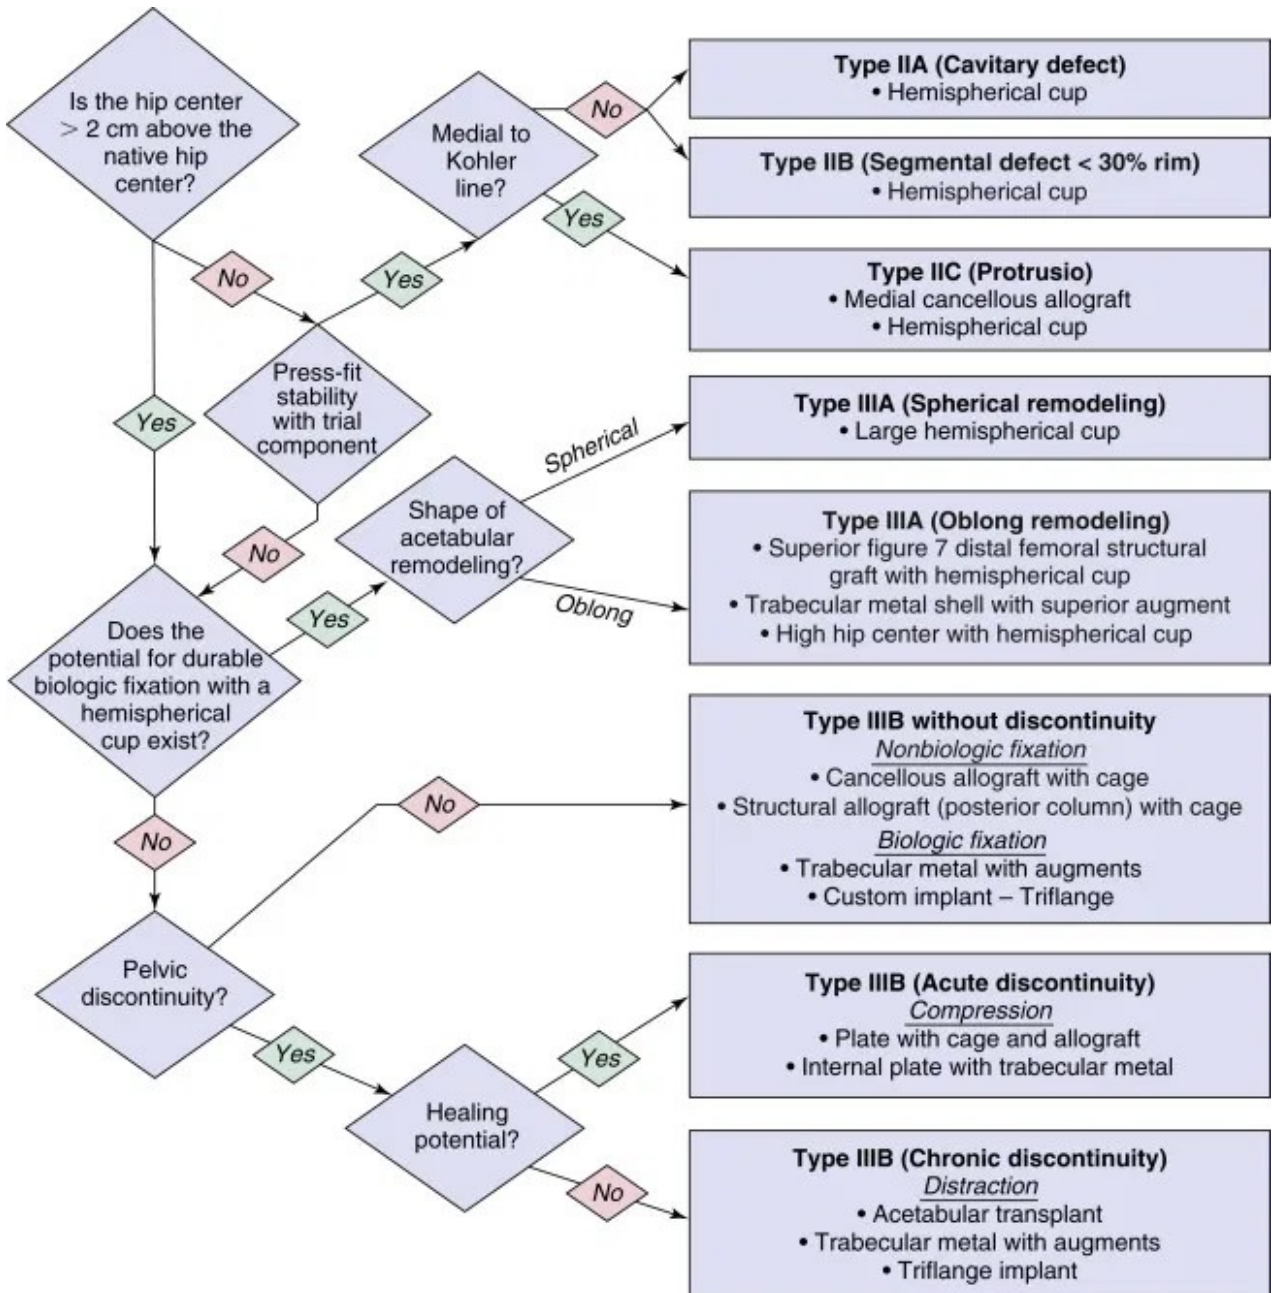 Is the hip center
> 2 cm above the
native hip
center?
No
Yes
Press-fit
stability
with trial
component
Yes
No
Medial to
Kohler
line?
No
Yes
Type IIA (Cavitary defect)
• Hemispherical cup
Type IIB (Segmental defect < 30% rim)
• Hemispherical cup
Type IIC (Protrusio)
• Medial cancellous allograft
• Hemispherical cup
Does the
potential for durable
biologic fixation with a
hemispherical
cup exist?
Yes
No
Shape of
acetabular
remodeling?
Spherical
Oblong
Type IIIA (Spherical remodeling)
• Large hemispherical cup
Type IIIA (Oblong remodeling)
• Superior figure 7 distal femoral structural
graft with hemispherical cup
• Trabecular metal shell with superior augment
• High hip center with hemispherical cup
Pelvic
discontinuity?
No
Yes
Type IIIB without discontinuity
Nonbiologic fixation
• Cancellous allograft with cage
• Structural allograft (posterior column) with cage
Biologic fixation
• Trabecular metal with augments
• Custom implant – Triflange
Healing
potential?
Yes
No
Type IIIB (Acute discontinuity)
Compression
• Plate with cage and allograft
• Internal plate with trabecular metal
Type IIIB (Chronic discontinuity)
Distraction
• Acetabular transplant
• Trabecular metal with augments
• Triflange implant